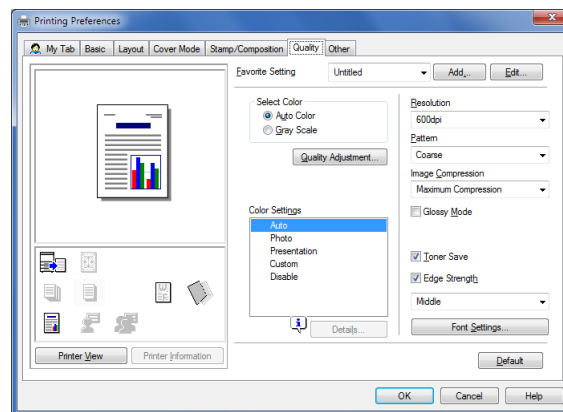 Printing Preferences
My Tab Basic Layout Cover Mode Stamp/Composition Quality Other
Favorite Setting Untitled Add... Edit...
Select Color
Auto Color
Gray Scale
Quality Adjustment...
Color Settings
Auto
Photo
Presentation
Custom
Disable
Details...
Resolution
600dpi
Pattern
Coarse
Image Compression
Maximum Compression
Glossy Mode
Toner Save
Edge Strength
Middle
Font Settings...
Printer View Printer Information
Default
OK Cancel Help